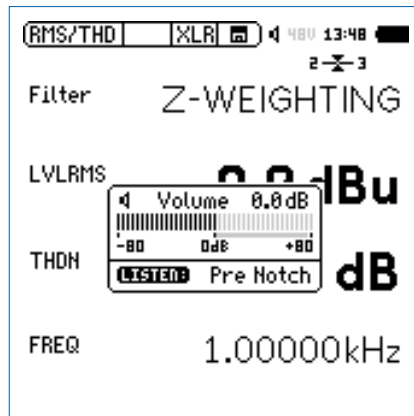 RMS/THD XLR 48V 13:48
2 3
Filter Z-WEIGHTING
LVLRMS dBu
Volume 0.0dB
-80 0dB +80
LISTEN: Pre Notch
THDN dB
FREQ 1.00000kHz